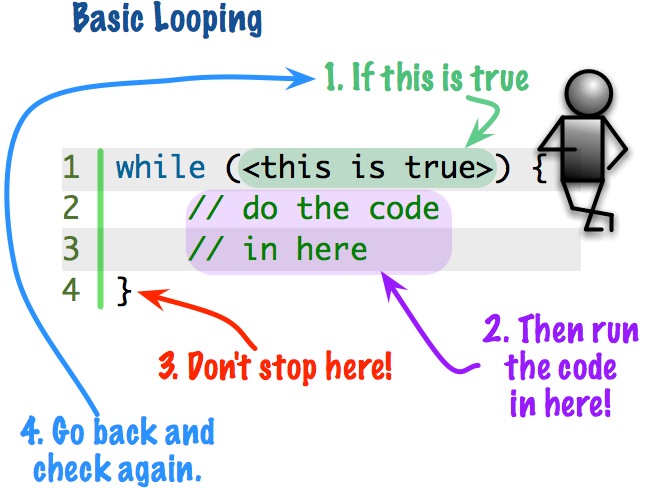 Basic Looping
1. If this is true
1 while (<this is true>) {
2 // do the code
3 // in here
4 }
3. Don't stop here!
2. Then run
the code
in here!
4. Go back and
check again.